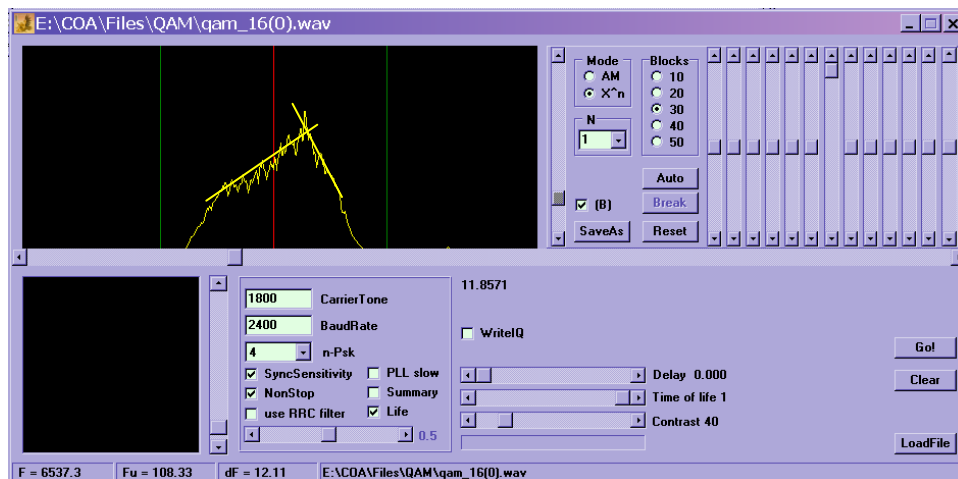 E:\COA\Files\QAM\qam_16(0).wav
Mode
AM
X^n
N
1
Blocks
10
20
30
40
50
Auto
(B)
Break
SaveAs
Reset
11.8571
1800 CarrierTone
2400 BaudRate
WriteIQ
4 n-Psk
Go!
SyncSensitivity PLL slow
Delay 0.000
Clear
NonStop Summary
Time of life 1
use RRC filter Life
Contrast 40
0.5
LoadFile
F = 6537.3 Fu = 108.33 dF = 12.11 E:\COA\Files\QAM\qam_16(0).wav